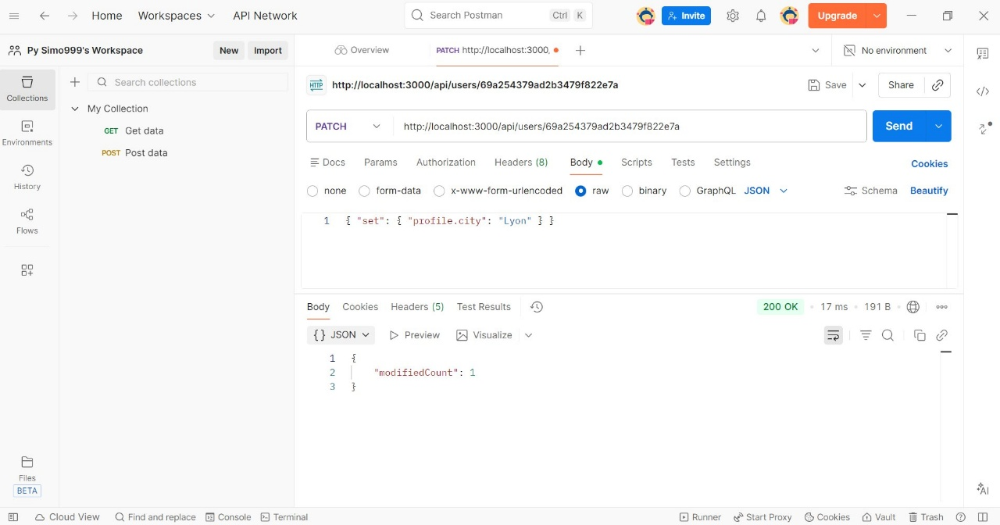 Home Workspaces API Network Search Postman Ctrl K Invite Upgrade
Py Simo999's Workspace New Import Overview PATCH http://localhost:3000, No environment
Collections
Environments
History
Flows
Files
BETA
Search collections
My Collection
GET Get data
POST Post data
HTTP http://localhost:3000/api/users/69a254379ad2b3479f822e7a Save Share
PATCH http://localhost:3000/api/users/69a254379ad2b3479f822e7a Send
Docs Params Authorization Headers (8) Body Scripts Tests Settings Cookies
none form-data x-www-form-urlencoded raw binary GraphQL JSON Schema Beautify
1 { "set": { "profile.city": "Lyon" } }
Body Cookies Headers (5) Test Results 200 OK 17 ms 191 B
{} JSON Preview Visualize
1 {
2 "modifiedCount": 1
3 }
AI
Cloud View Find and replace Console Terminal Runner Start Proxy Cookies Vault Trash